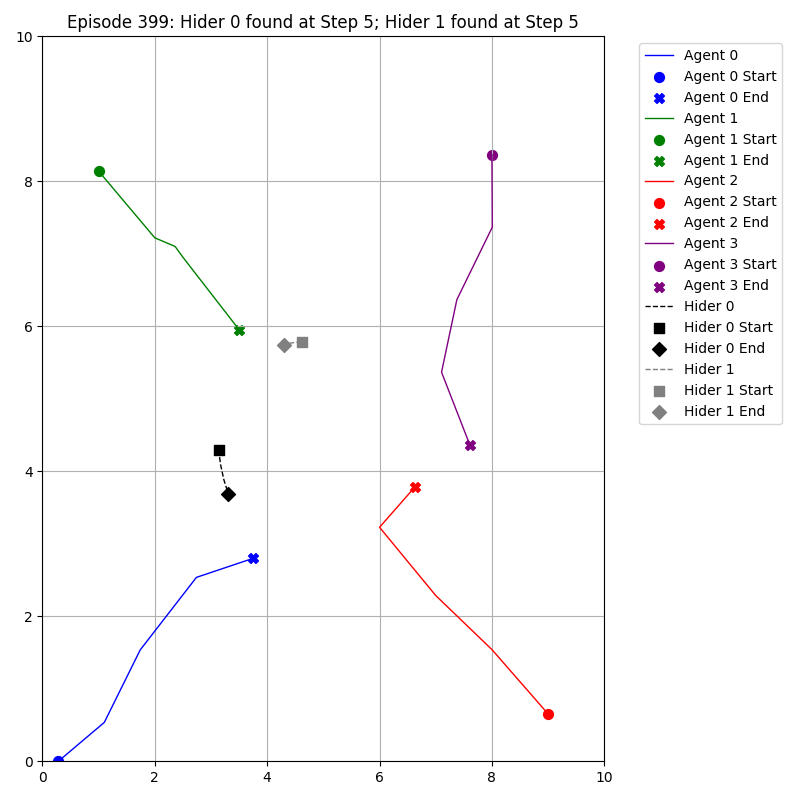 Episode 399: Hider 0 found at Step 5; Hider 1 found at Step 5
10
8
6
4
2
0
0 2 4 6 8 10
Agent 0
Agent 0 Start
Agent 0 End
Agent 1
Agent 1 Start
Agent 1 End
Agent 2
Agent 2 Start
Agent 2 End
Agent 3
Agent 3 Start
Agent 3 End
Hider 0
Hider 0 Start
Hider 0 End
Hider 1
Hider 1 Start
Hider 1 End